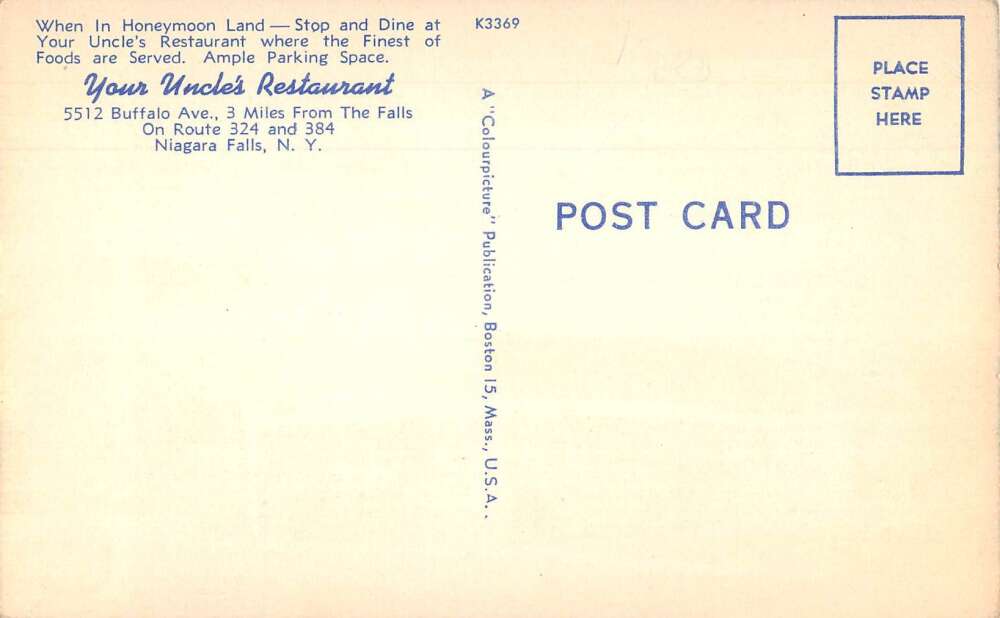 When In Honeymoon Land — Stop and Dine at
Your Uncle's Restaurant where the Finest of
Foods are Served. Ample Parking Space.
Your Uncle's Restaurant
5512 Buffalo Ave., 3 Miles From The Falls
On Route 324 and 384
Niagara Falls, N. Y.
K3369
A "Colourpicture" Publication, Boston 15, Mass., U.S.A..
POST CARD
PLACE
STAMP
HERE